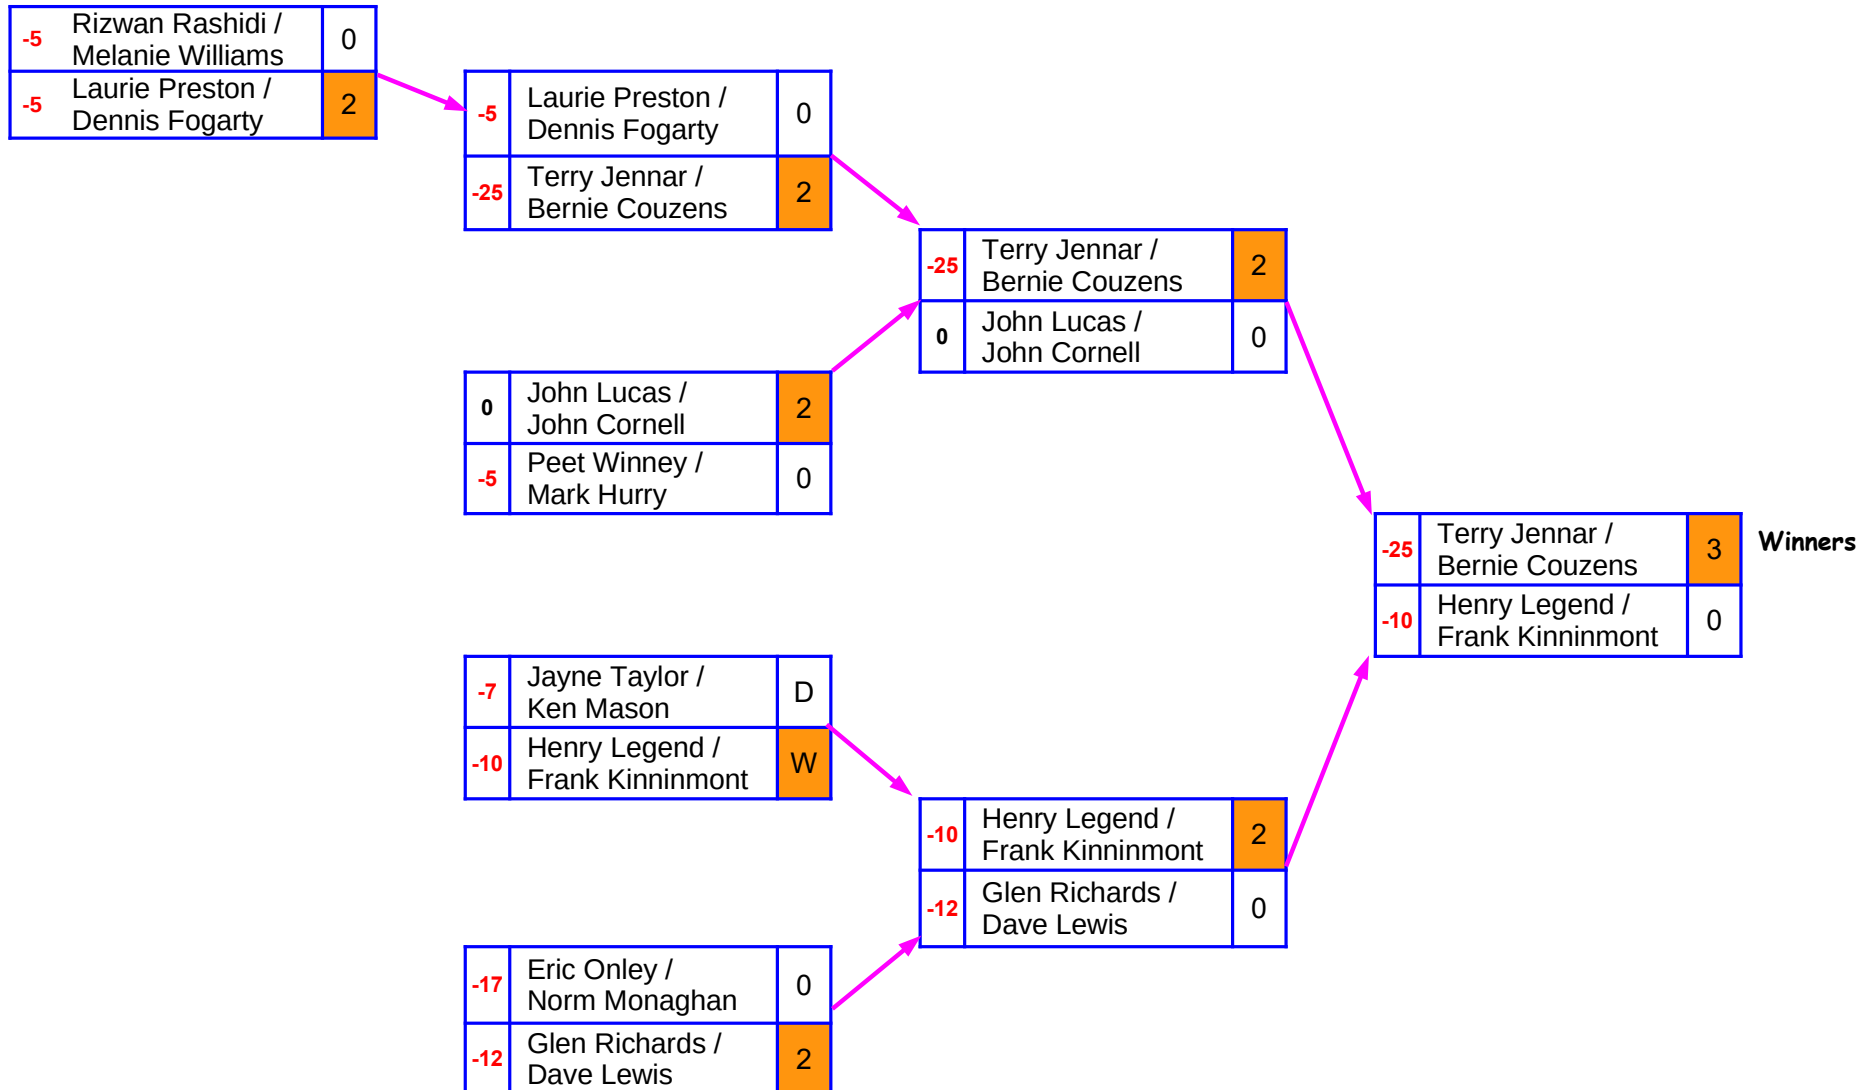 -5 Rizwan Rashidi / 0
Melanie Williams
-5 Laurie Preston / 2
Dennis Fogarty
-5 Laurie Preston / 0
Dennis Fogarty
-25 Terry Jennar / 2
Bernie Couzens
-25 Terry Jennar / 2
Bernie Couzens
0 John Lucas / 0
John Cornell
0 John Lucas / 2
John Cornell
-5 Peet Winney / 0
Mark Hurry
-25 Terry Jennar / 3 Winners
Bernie Couzens
-10 Henry Legend / 0
Frank Kinninmont
-7 Jayne Taylor / D
Ken Mason
-10 Henry Legend / W
Frank Kinninmont
-10 Henry Legend / 2
Frank Kinninmont
-12 Glen Richards / 0
Dave Lewis
-17 Eric Onley / 0
Norm Monaghan
-12 Glen Richards / 2
Dave Lewis